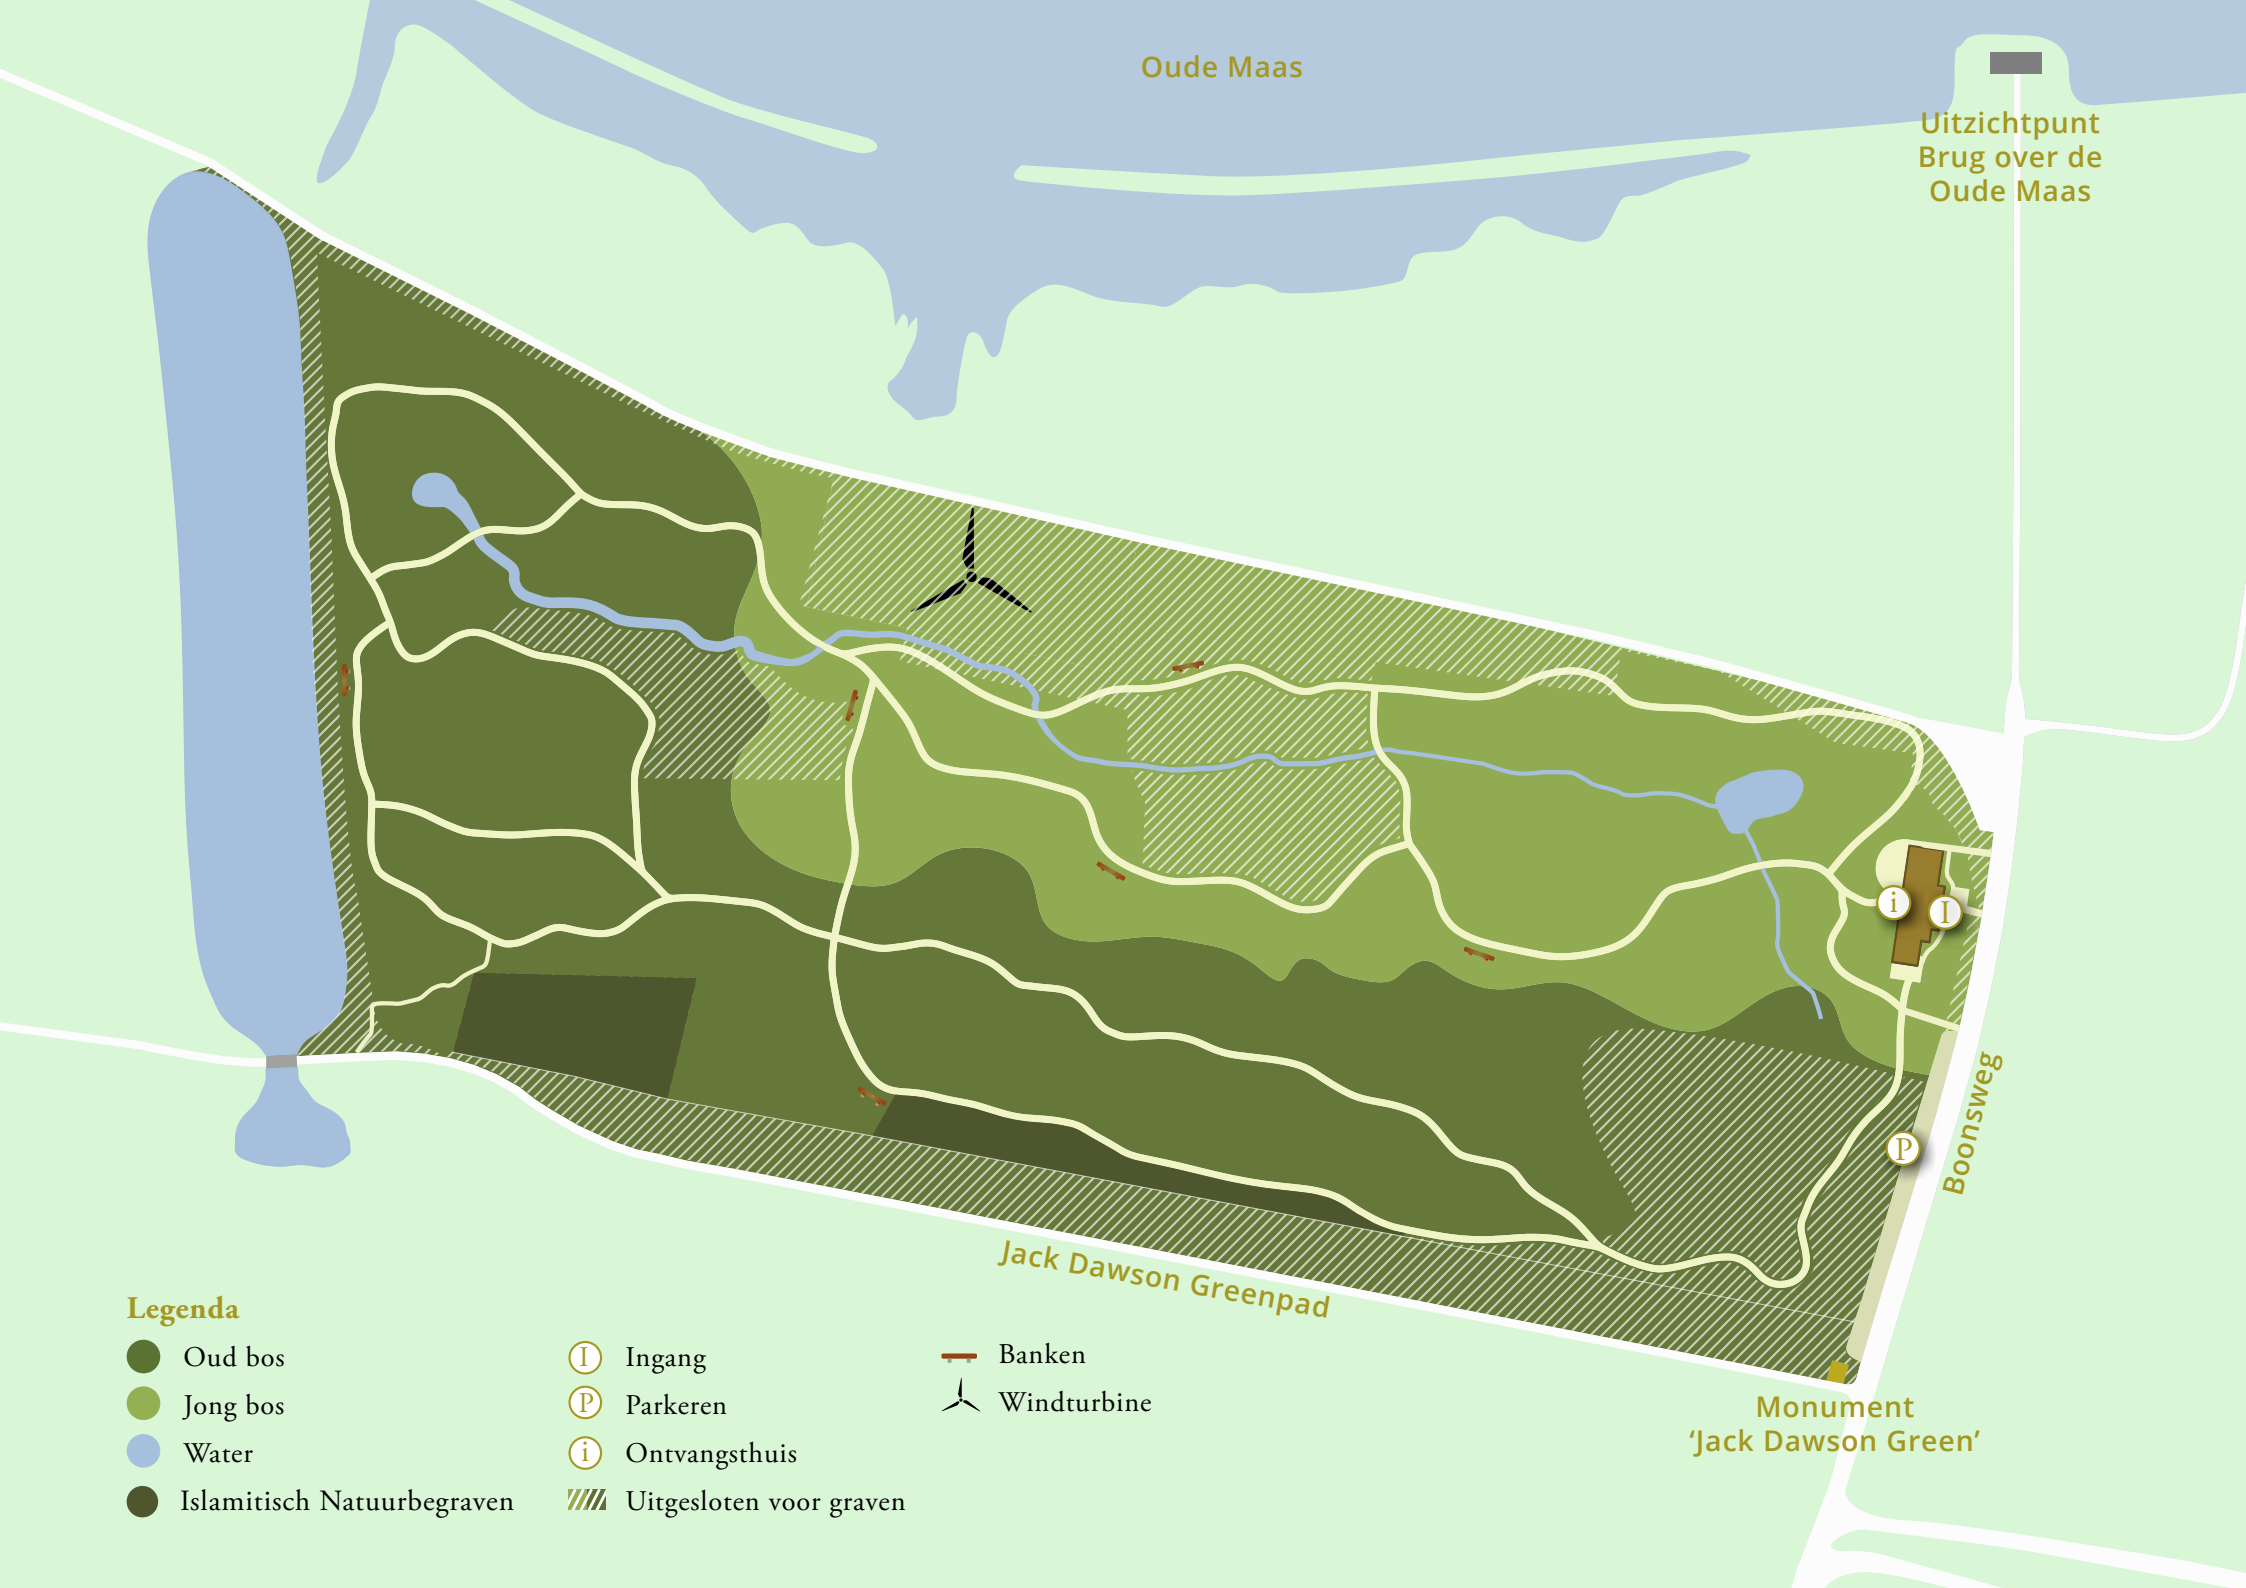 Oude Maas
Uitzichtpunt
Brug over de
Oude Maas
i
I
P
Boonsweg
Jack Dawson Greenpad
Monument
‘Jack Dawson Green’
Legenda
Oud bos
Jong bos
Water
Islamitisch Natuurbegraven
I Ingang
P Parkeren
i Ontvangsthuis
Uitgesloten voor graven
Banken
Windturbine